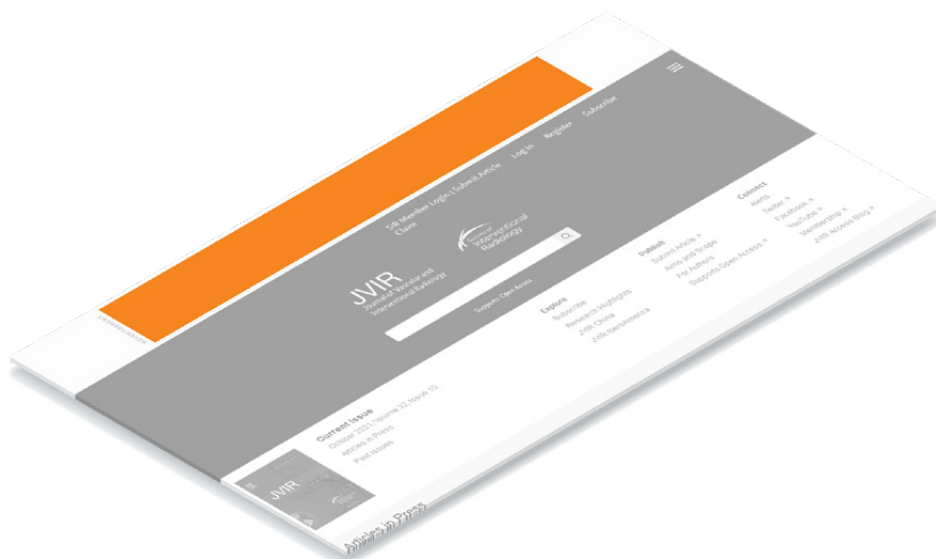 ADVERTISEMENT
SIR Member Login | Submit Article
Log in
Register
Subscribe
Claim
JVIR
Journal of Vascular and
Interventional Radiology
Society of
Interventional
Radiology
Supports Open Access
Current Issue
October 2021, Volume 32, Issue 10
Articles in Press
Past Issues
Explore
Subscribe
Research Highlights
JVIR China
JVIR IberoAmerica
Publish
Submit Article
Aims and Scope
For Authors
Supports Open Access
Connect
Alerts
Twitter
Facebook
YouTube
Membership
JVIR Access Blog
JVIR
Articles in Press